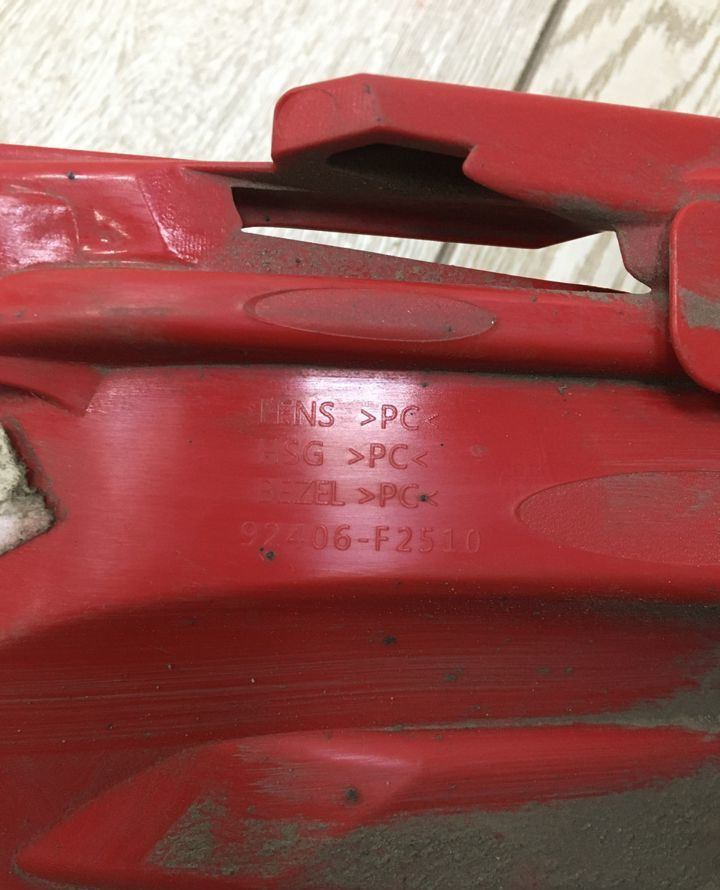 LENS >PC<
HSG >PC<
BEZEL >PC<
92406-F2510